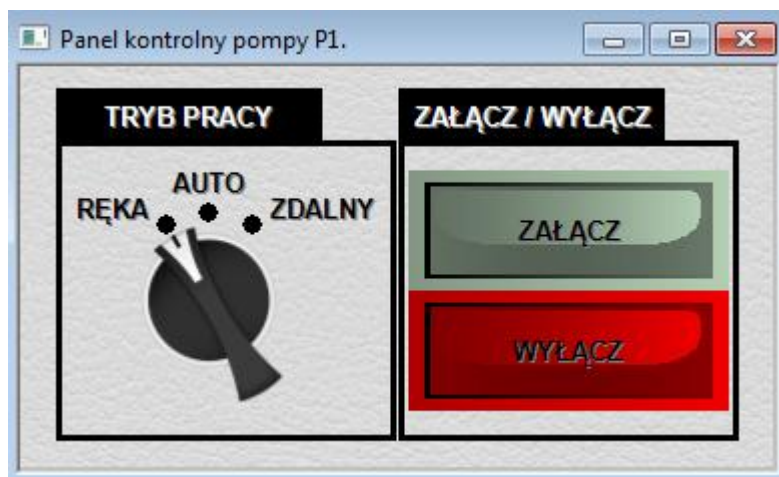 Panel kontrolny pompy P1.
TRYB PRACY
ZAŁĄCZ / WYŁĄCZ
AUTO
RĘKA
ZDALNY
ZAŁĄCZ
WYŁĄCZ